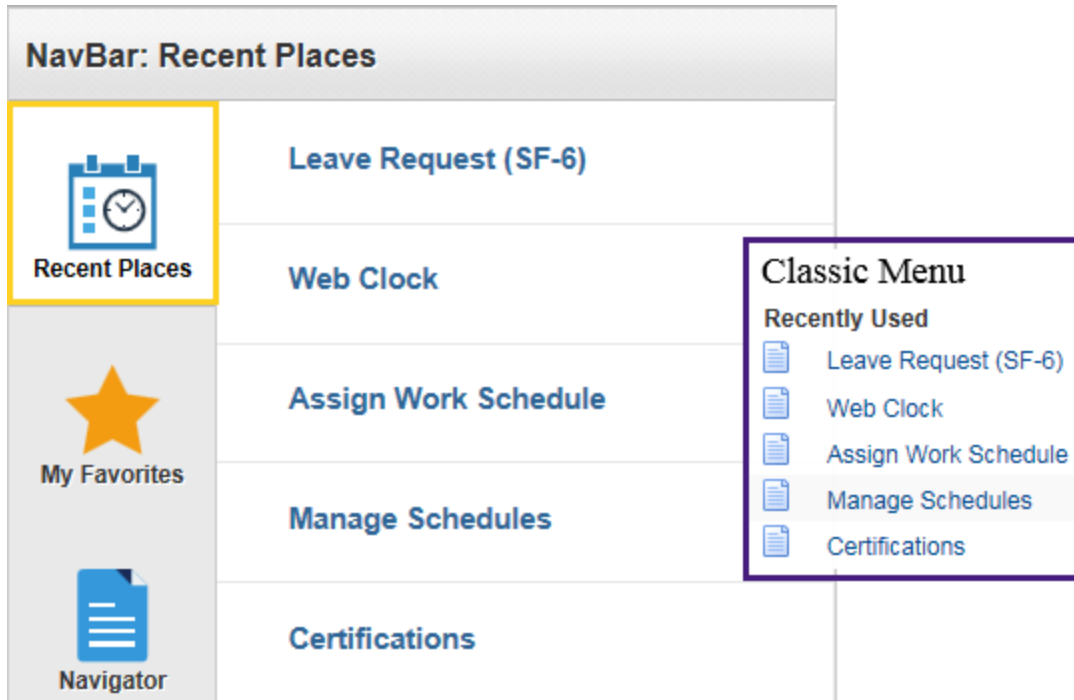 NavBar: Recent Places
Recent Places
My Favorites
Navigator
Leave Request (SF-6)
Web Clock
Assign Work Schedule
Manage Schedules
Certifications
Classic Menu
Recently Used
Leave Request (SF-6)
Web Clock
Assign Work Schedule
Manage Schedules
Certifications